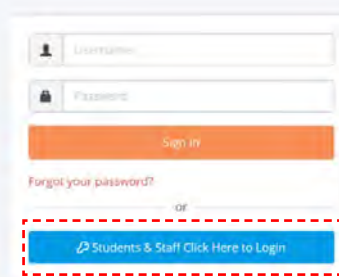 Username
Password
Sign in
Forgot your password?
or
Students & Staff Click Here to Login